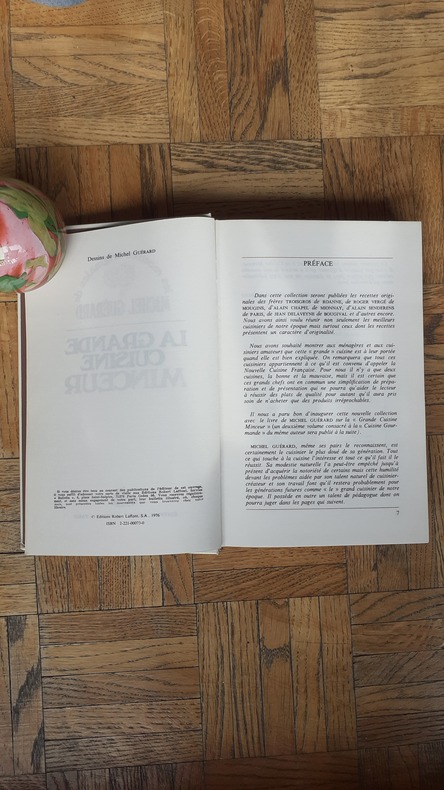 Dessins de Michel GUÉRARD
© Éditions Robert Laffont, S.A., 1976
PRÉFACE
Dans cette collection seront publiées les recettes origi-
nales des frères TROISGROS de ROANNE, de ROGER VERGÉ de
MOUGINS, d'ALAIN CHAPEL de MIONNAY, d'ALAIN SENDERENS
de PARIS, de JEAN DELAVEYNE de BOUGIVAL et d'autres encore.
Nous avons ainsi voulu réunir non seulement les meilleurs
cuisiniers de notre époque mais surtout ceux dont les recettes
présentent un caractère d'originalité.
Nous avons souhaité montrer aux ménagères et aux cui-
siniers amateurs que cette « grande » cuisine est à leur portée
quand elle est bien expliquée. On remarquera que tous ces
cuisiniers appartiennent à ce qu'il est convenu d'appeler la
Nouvelle Cuisine Française. Pour nous il n'y a que deux
cuisines, la bonne et la mauvaise, mais il est certain que
ces grands chefs ont en commun une simplification de prépa-
ration et de présentation qui ne pourra qu'aider le lecteur
à réussir des plats de qualité pour autant qu'il aura pris
soin de n'acheter que des produits irréprochables.
Il nous a paru bon d'inaugurer cette nouvelle collection
avec le livre de MICHEL GUÉRARD sur la « Grande Cuisine
Minceur » (un deuxième volume consacré à la « Cuisine Gour-
mande » du même auteur sera publié à la suite).
MICHEL GUÉRARD, même ses pairs le reconnaissent, est
certainement le cuisinier le plus doué de sa génération. Tout
ce qui touche à la cuisine l'intéresse et tout ce qu'il fait il le
réussit. Sa modestie naturelle l'a peut-être empêché jusqu'à
présent d'acquérir la notoriété de certains mais cette humilité
devant les problèmes aidée par son talent naturel de cuisinier-
créateur et son travail font qu'il restera probablement pour
les générations futures comme « le » grand cuisinier de notre
époque. Il possède en outre un talent de pédagogue dont on
pourra juger dans les pages qui suivent.
7